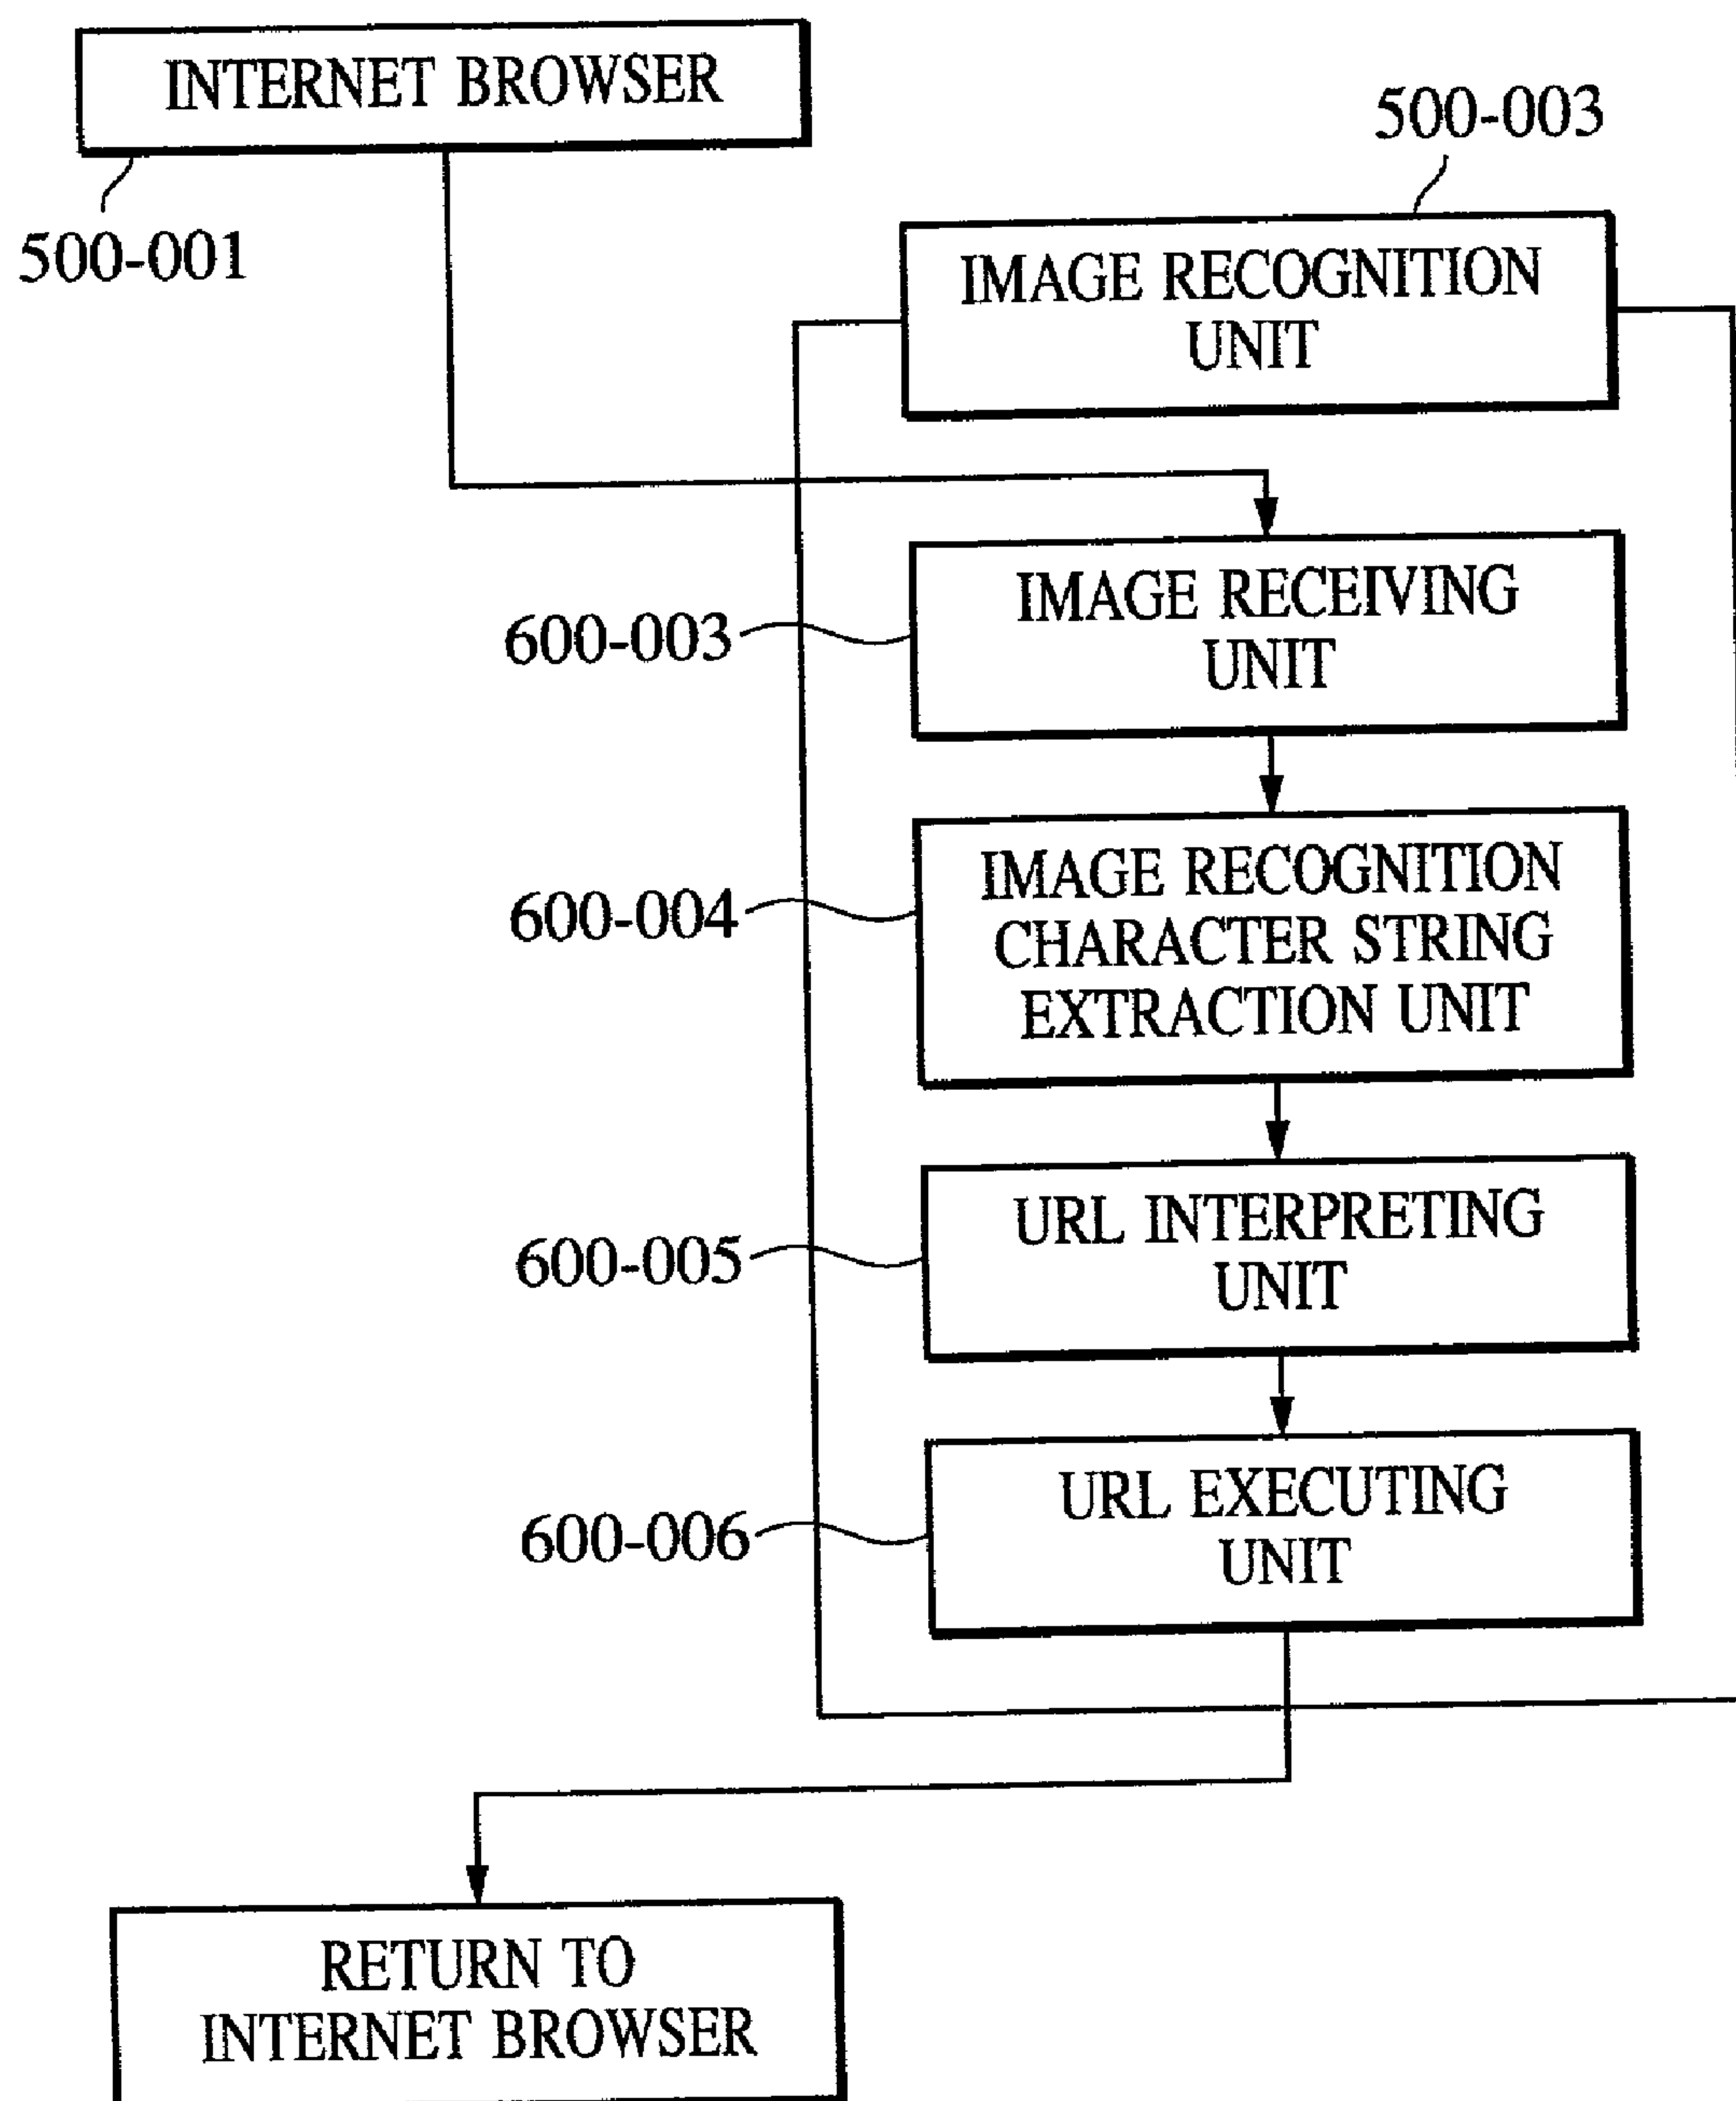 INTERNET BROWSER
500-001
500-003
IMAGE RECOGNITION
UNIT
600-003
IMAGE RECEIVING
UNIT
600-004
IMAGE RECOGNITION
CHARACTER STRING
EXTRACTION UNIT
600-005
URL INTERPRETING
UNIT
600-006
URL EXECUTING
UNIT
RETURN TO
INTERNET BROWSER